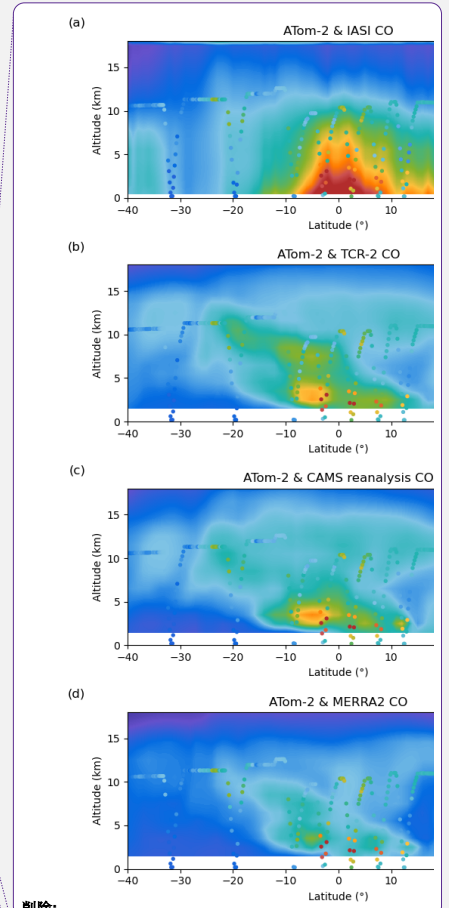 (a)
ATom-2 & IASI CO
15
10
5
0
Altitude (km)
−40 −30 −20 −10 0 10
Latitude (°)
(b)
ATom-2 & TCR-2 CO
15
10
5
0
Altitude (km)
−40 −30 −20 −10 0 10
Latitude (°)
(c)
ATom-2 & CAMS reanalysis CO
15
10
5
0
Altitude (km)
−40 −30 −20 −10 0 10
Latitude (°)
(d)
ATom-2 & MERRA2 CO
15
10
5
0
Altitude (km)
−40 −30 −20 −10 0 10
Latitude (°)
削除: